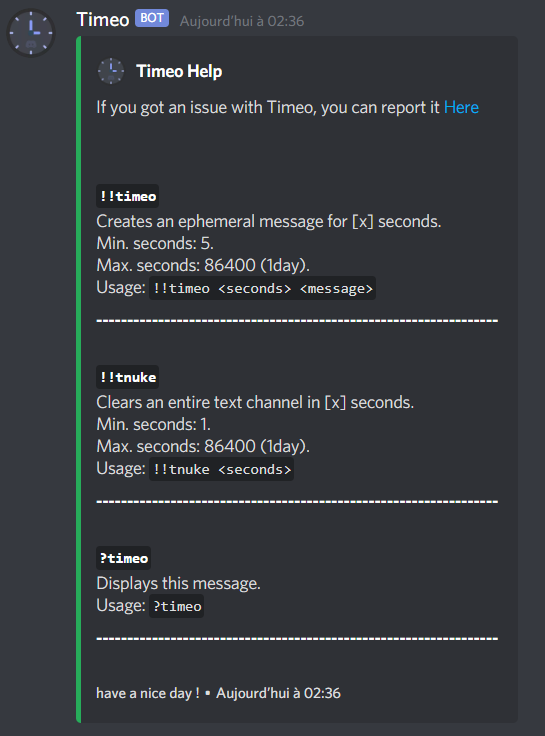 Timeo BOT Aujourd'hui à 02:36
Timeo Help
If you got an issue with Timeo, you can report it Here
!!timeo
Creates an ephemeral message for [x] seconds.
Min. seconds: 5.
Max. seconds: 86400 (1day).
Usage: !!timeo <seconds> <message>
-----------------------------------------------------------------
!!tnuke
Clears an entire text channel in [x] seconds.
Min. seconds: 1.
Max. seconds: 86400 (1day).
Usage: !!tnuke <seconds>
-----------------------------------------------------------------
?timeo
Displays this message.
Usage: ?timeo
-----------------------------------------------------------------
have a nice day ! • Aujourd'hui à 02:36